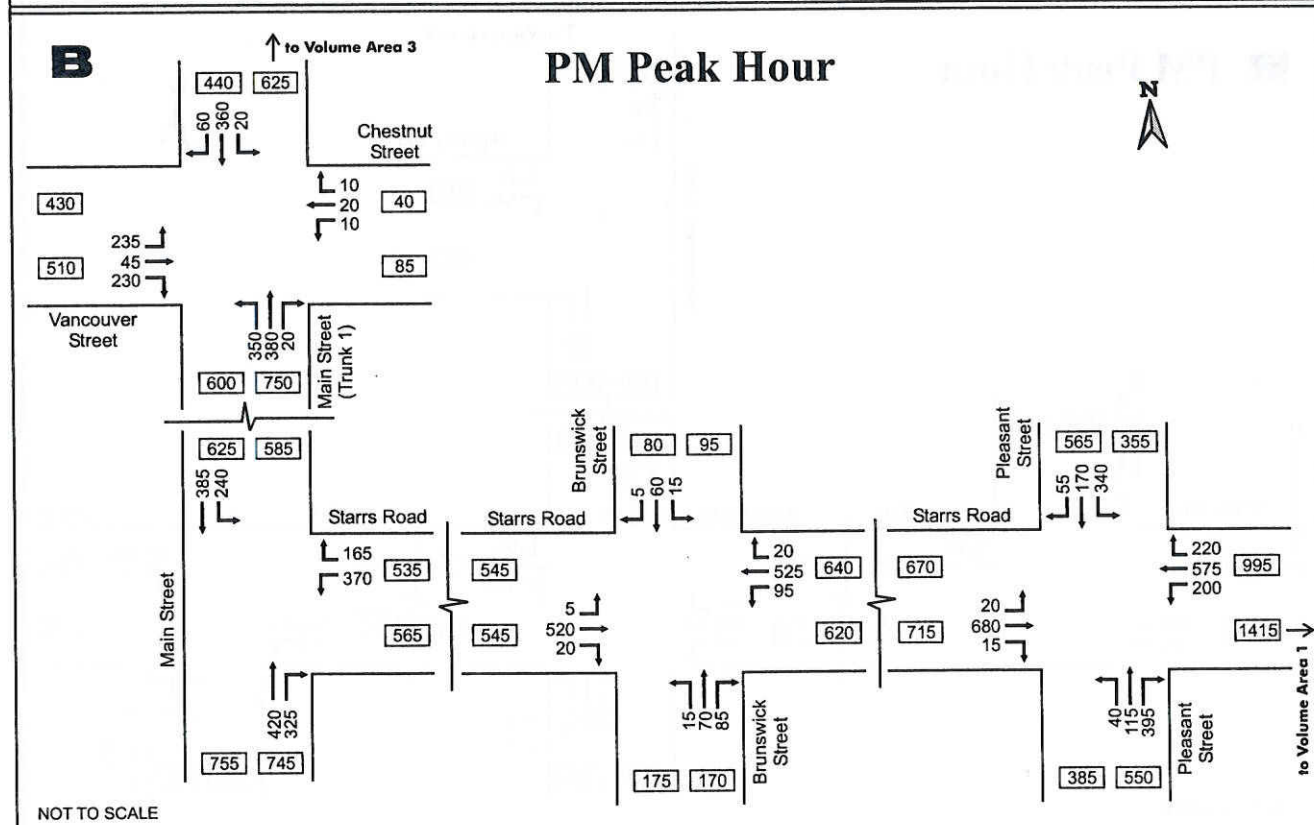 B
to Volume Area 3
PM Peak Hour
N
440 625
60 360 20
Chestnut
Street
10
20
10
40
85
430
510
235
45
230
Vancouver
Street
350 380 20
Main Street
(Trunk 1)
600 750
625 585
385 240
Main Street
Starrs Road
165
370
535
565
420 325
755 745
Starrs Road
545
545
Brunswick
Street
80 95
5 60 15
5
520
20
20
525
95
640
620
15 70 85
175 170
Brunswick
Street
Starrs Road
670
715
Pleasant
Street
565 355
55 170 340
20
680
15
220
575
200
995
1415
to Volume Area 1
40 115 395
385 550
Pleasant
Street
NOT TO SCALE